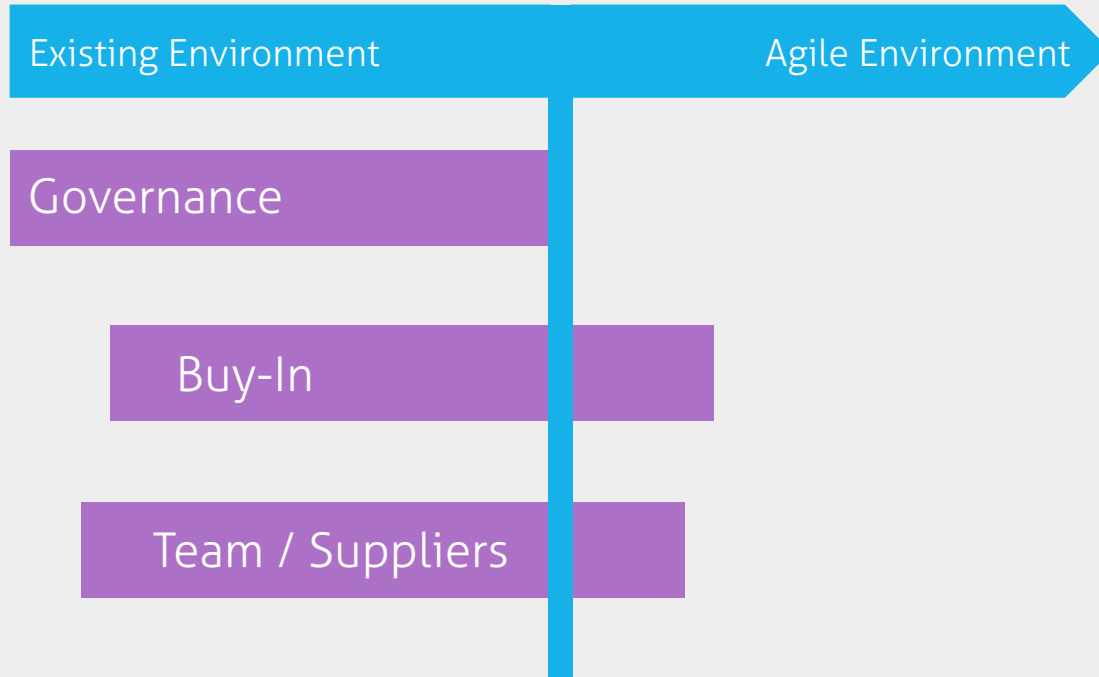 Existing Environment
Agile Environment
Governance
Buy-In
Team / Suppliers